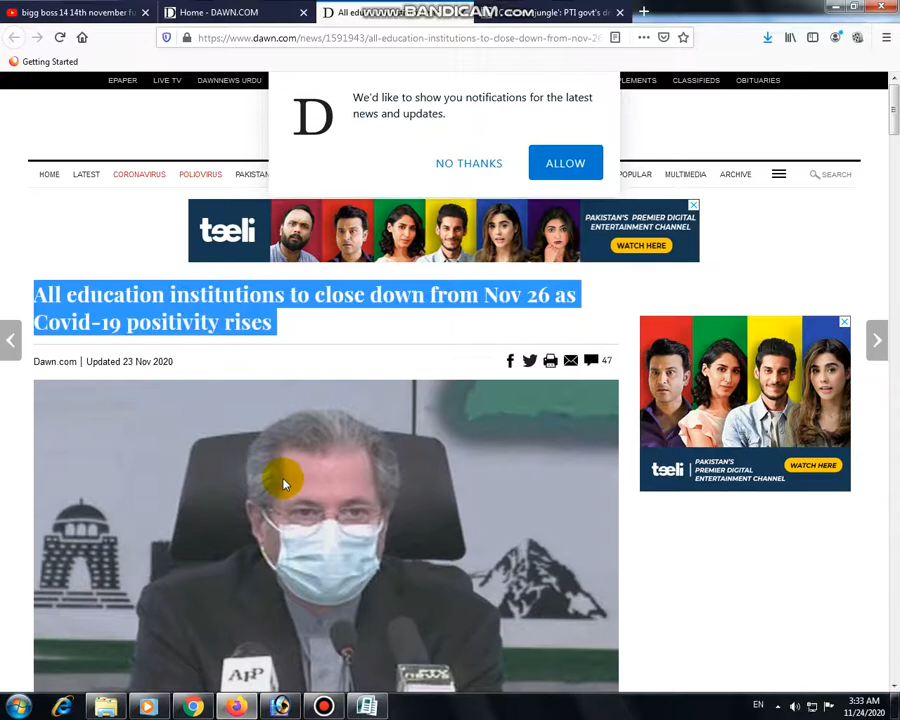 bigg boss 14 14th november fu
Home - DAWN.COM
All e
www.BANDICAM.com
jungle': PTI govt's de
https://www.dawn.com/news/1591943/all-education-institutions-to-close-down-from-nov-26
Getting Started
EPAPER LIVE TV DAWNNEWS URDU
CLASSIFIEDS OBITUARIES
D
We'd like to show you notifications for the latest
news and updates.
NO THANKS ALLOW
HOME LATEST CORONAVIRUS POLIOVIRUS MULTIMEDIA ARCHIVE SEARCH
teeli
PAKISTAN'S
PREMIER DIGITAL
ENTERTAINMENT CHANNEL
WATCH HERE
All education institutions to close down from Nov 26 as
Covid-19 positivity rises
Dawn.com | Updated 23 Nov 2020
47
APP
teeli
PAKISTAN'S
PREMIER DIGITAL
ENTERTAINMENT CHANNEL
WATCH HERE
EN
3:33 AM
11/24/2020